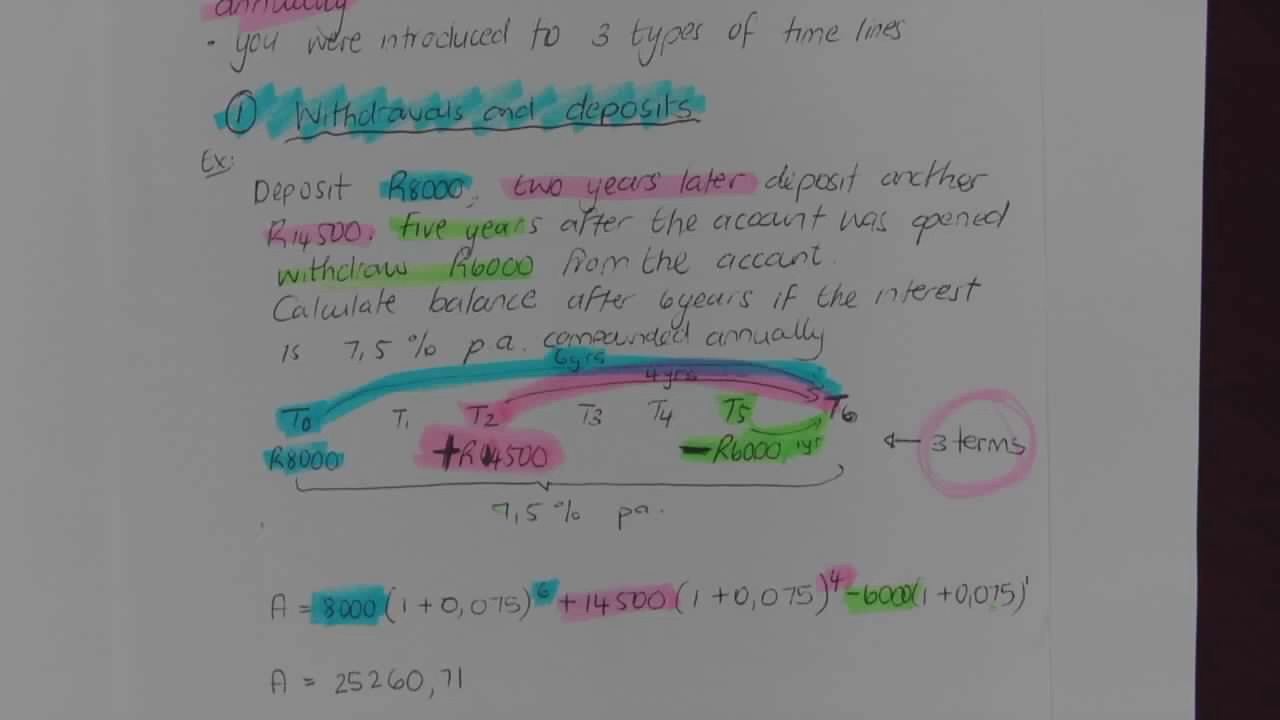 annually
· you were introduced to 3 types of time lines
① Withdrawals and deposits
Ex:
Deposit R8000, two years later deposit another
R14500. five years after the account was opened
withdraw R6000 from the account.
Calculate balance after 6years if the interest
is 7,5% pa. compounded annually
6yrs
4yrs
T0 T1 T2 T3 T4 T5 T6
R8000 +R14500 -R6000 1yr ← 3 terms
7,5% pa.
A = 8000(1+0,075)^6 +14500(1+0,075)^4 -6000(1+0,075)^1
A = 25260,71